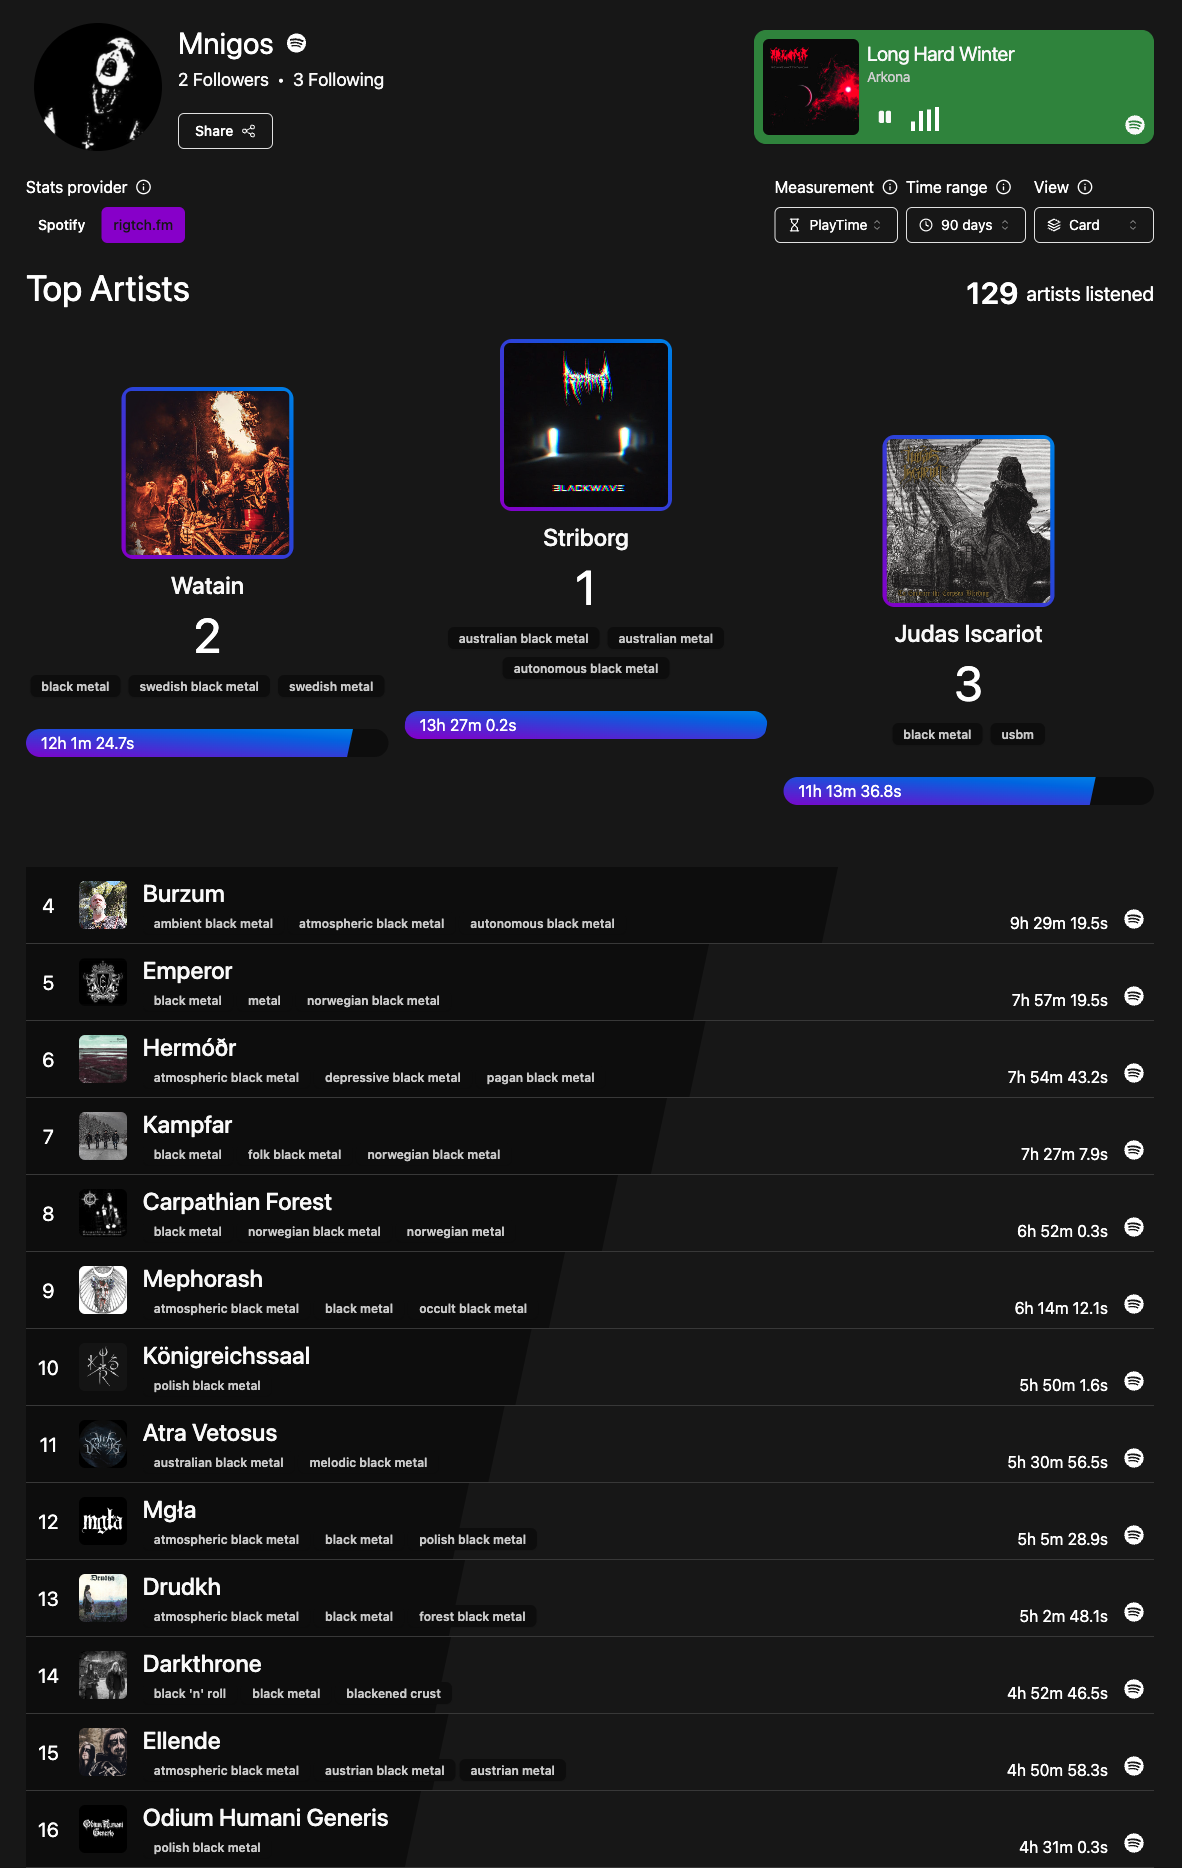 Mnigos
2 Followers • 3 Following
Share
Long Hard Winter
Arkona
Stats provider
Spotify rigtch.fm
Measurement Time range View
PlayTime 90 days Card
Top Artists
129 artists listened
BLACKWAVE
Striborg
1
australian black metal australian metal
autonomous black metal
13h 27m 0.2s
Watain
2
black metal swedish black metal swedish metal
12h 1m 24.7s
Judas Iscariot
3
black metal usbm
11h 13m 36.8s
4 Burzum
ambient black metal atmospheric black metal autonomous black metal 9h 29m 19.5s
5 Emperor
black metal metal norwegian black metal 7h 57m 19.5s
6 Hermóðr
atmospheric black metal depressive black metal pagan black metal 7h 54m 43.2s
7 Kampfar
black metal folk black metal norwegian black metal 7h 27m 7.9s
8 Carpathian Forest
black metal norwegian black metal norwegian metal 6h 52m 0.3s
9 Mephorash
atmospheric black metal black metal occult black metal 6h 14m 12.1s
10 Königreichssaal
polish black metal 5h 50m 1.6s
11 Atra Vetosus
australian black metal melodic black metal 5h 30m 56.5s
12 mgła Mgła
atmospheric black metal black metal polish black metal 5h 5m 28.9s
13 Drudkh Drudkh
atmospheric black metal black metal forest black metal 5h 2m 48.1s
14 Darkthrone
black 'n' roll black metal blackened crust 4h 52m 46.5s
15 Ellende
atmospheric black metal austrian black metal austrian metal 4h 50m 58.3s
16 Odium Humani Generis Odium Humani Generis
polish black metal 4h 31m 0.3s